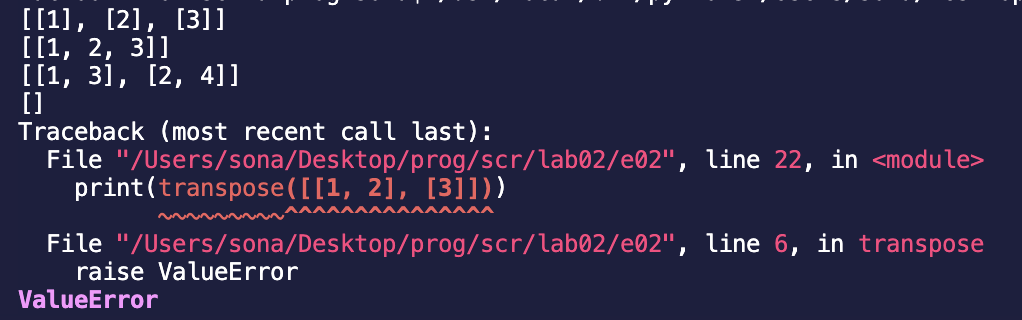 [[1], [2], [3]]
[[1, 2, 3]]
[[1, 3], [2, 4]]
[]
Traceback (most recent call last):
  File "/Users/sona/Desktop/prog/scr/lab02/e02", line 22, in <module>
    print(transpose([[1, 2], [3]]))
          ~~~~~~~~~^^^^^^^^^^^^^^^
  File "/Users/sona/Desktop/prog/scr/lab02/e02", line 6, in transpose
    raise ValueError
ValueError